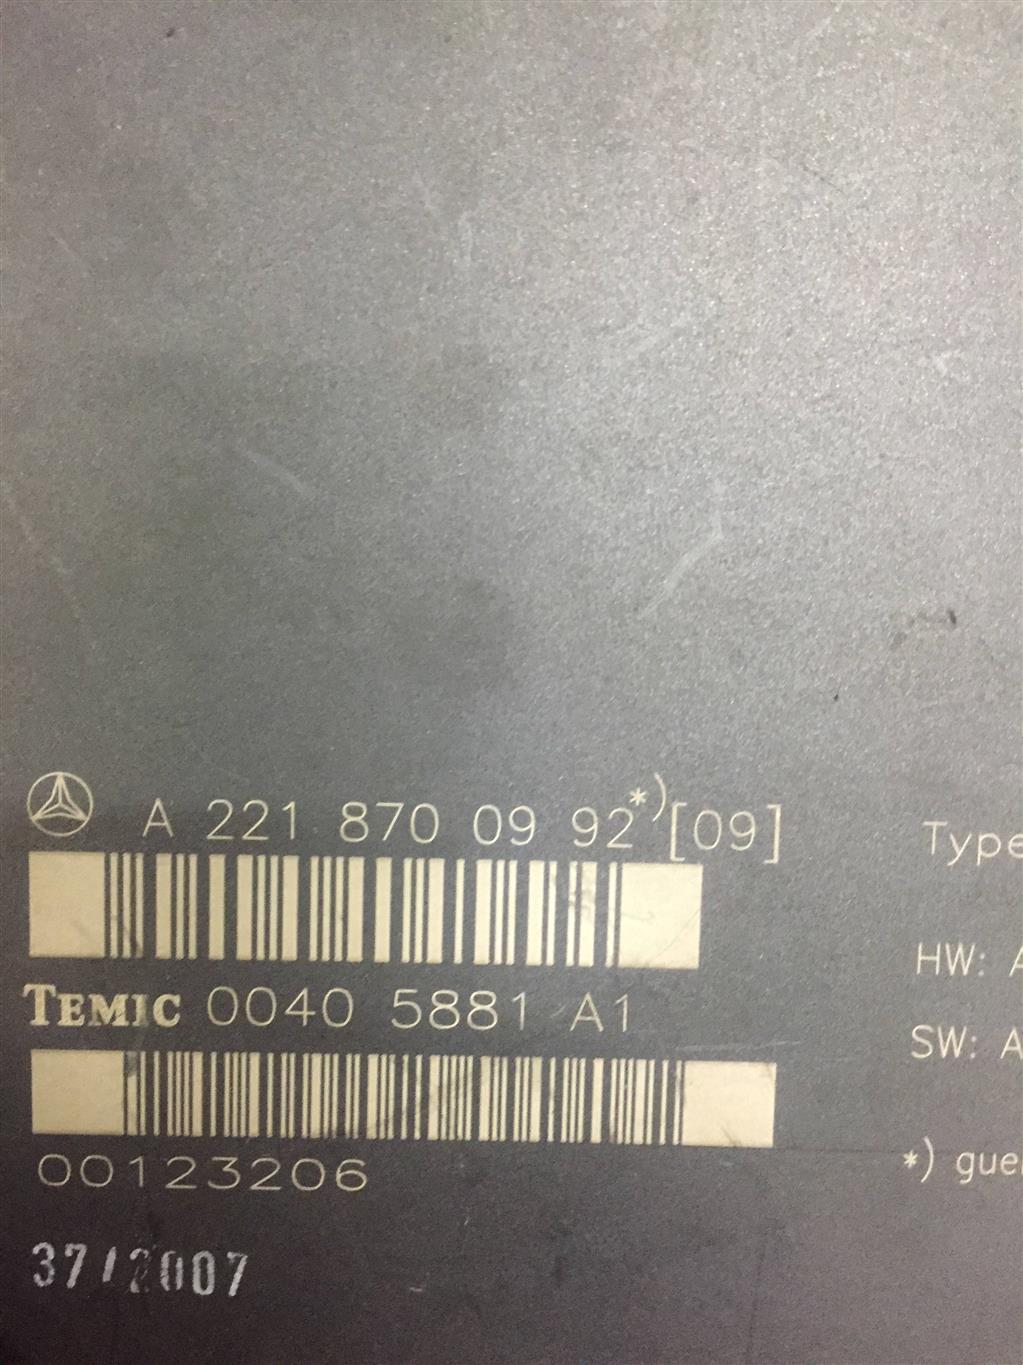 A 221 870 09 92*)[09]
Type
HW: A
TEMIC 0040 5881 A1
SW: A
00123206
*) gue
37/2007